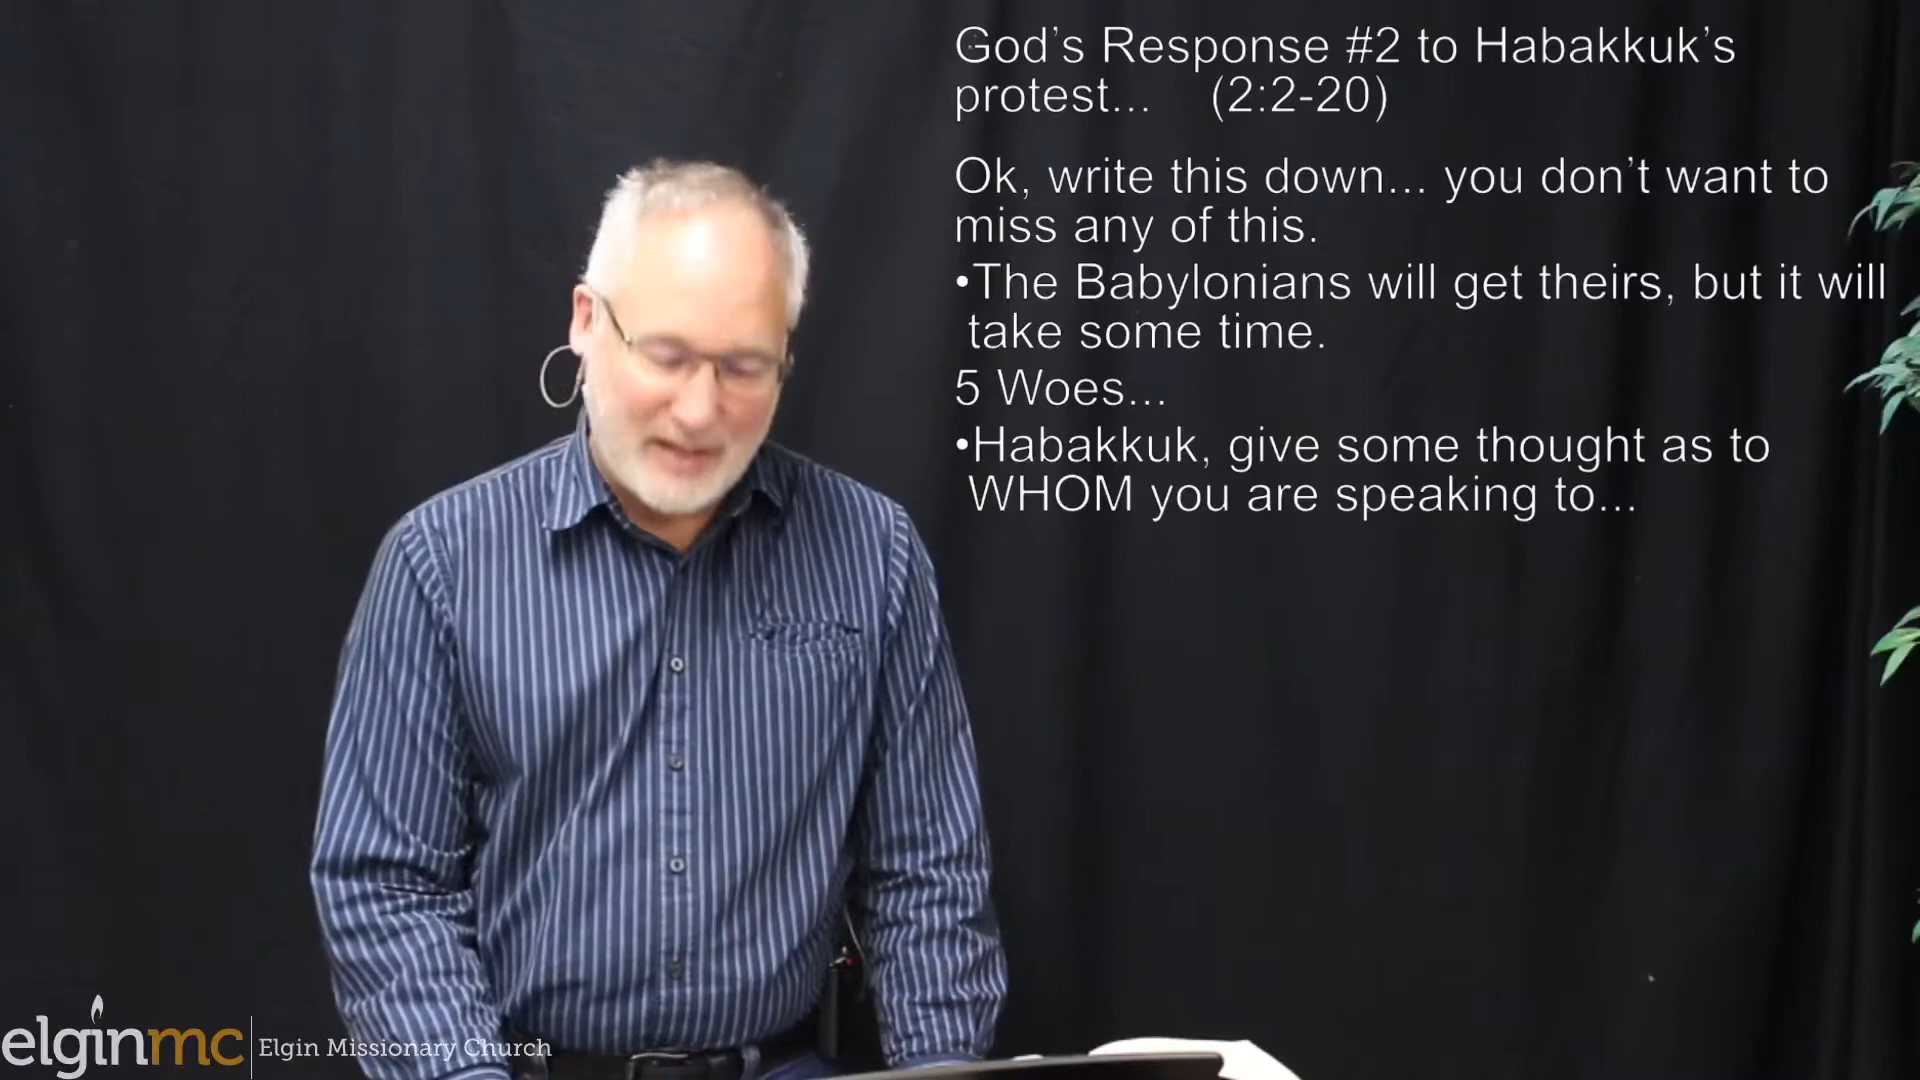 God's Response #2 to Habakkuk's
protest... (2:2-20)
Ok, write this down... you don't want to
miss any of this.
•The Babylonians will get theirs, but it will
take some time.
5 Woes...
•Habakkuk, give some thought as to
WHOM you are speaking to...
elginmc | Elgin Missionary Church